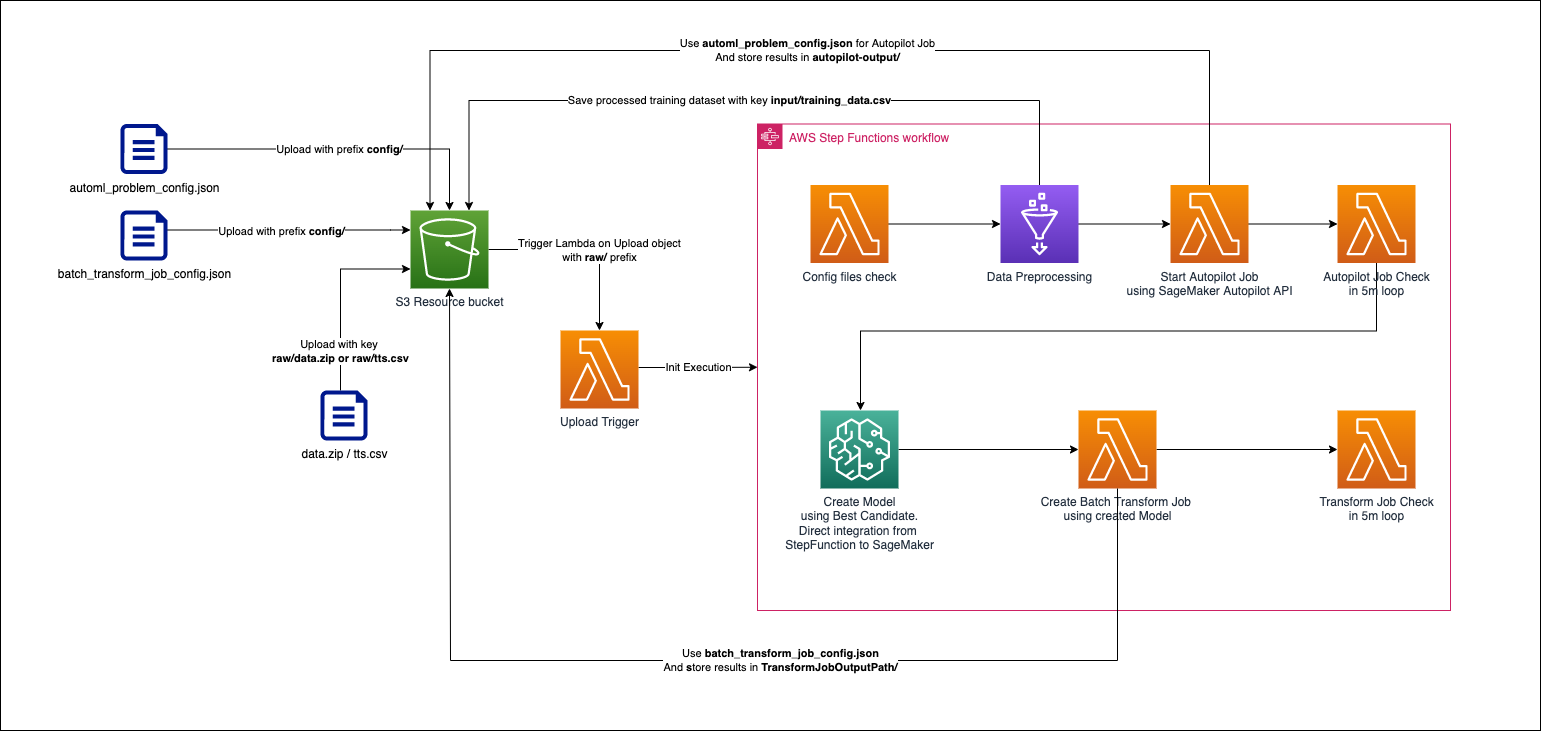 Use automl_problem_config.json for Autopilot Job
And store results in autopilot-output/
Save processed training dataset with key input/training_data.csv
AWS Step Functions workflow
Upload with prefix config/
automl_problem_config.json
Upload with prefix config/
batch_transform_job_config.json
Trigger Lambda on Upload object
with raw/ prefix
S3 Resource bucket
Config files check
Data Preprocessing
Start Autopilot Job
using SageMaker Autopilot API
Autopilot Job Check
in 5m loop
Upload with key
raw/data.zip or raw/tts.csv
data.zip / tts.csv
Init Execution
Upload Trigger
Create Model
using Best Candidate.
Direct integration from
StepFunction to SageMaker
Create Batch Transform Job
using created Model
Transform Job Check
in 5m loop
Use batch_transform_job_config.json
And store results in TransformJobOutputPath/